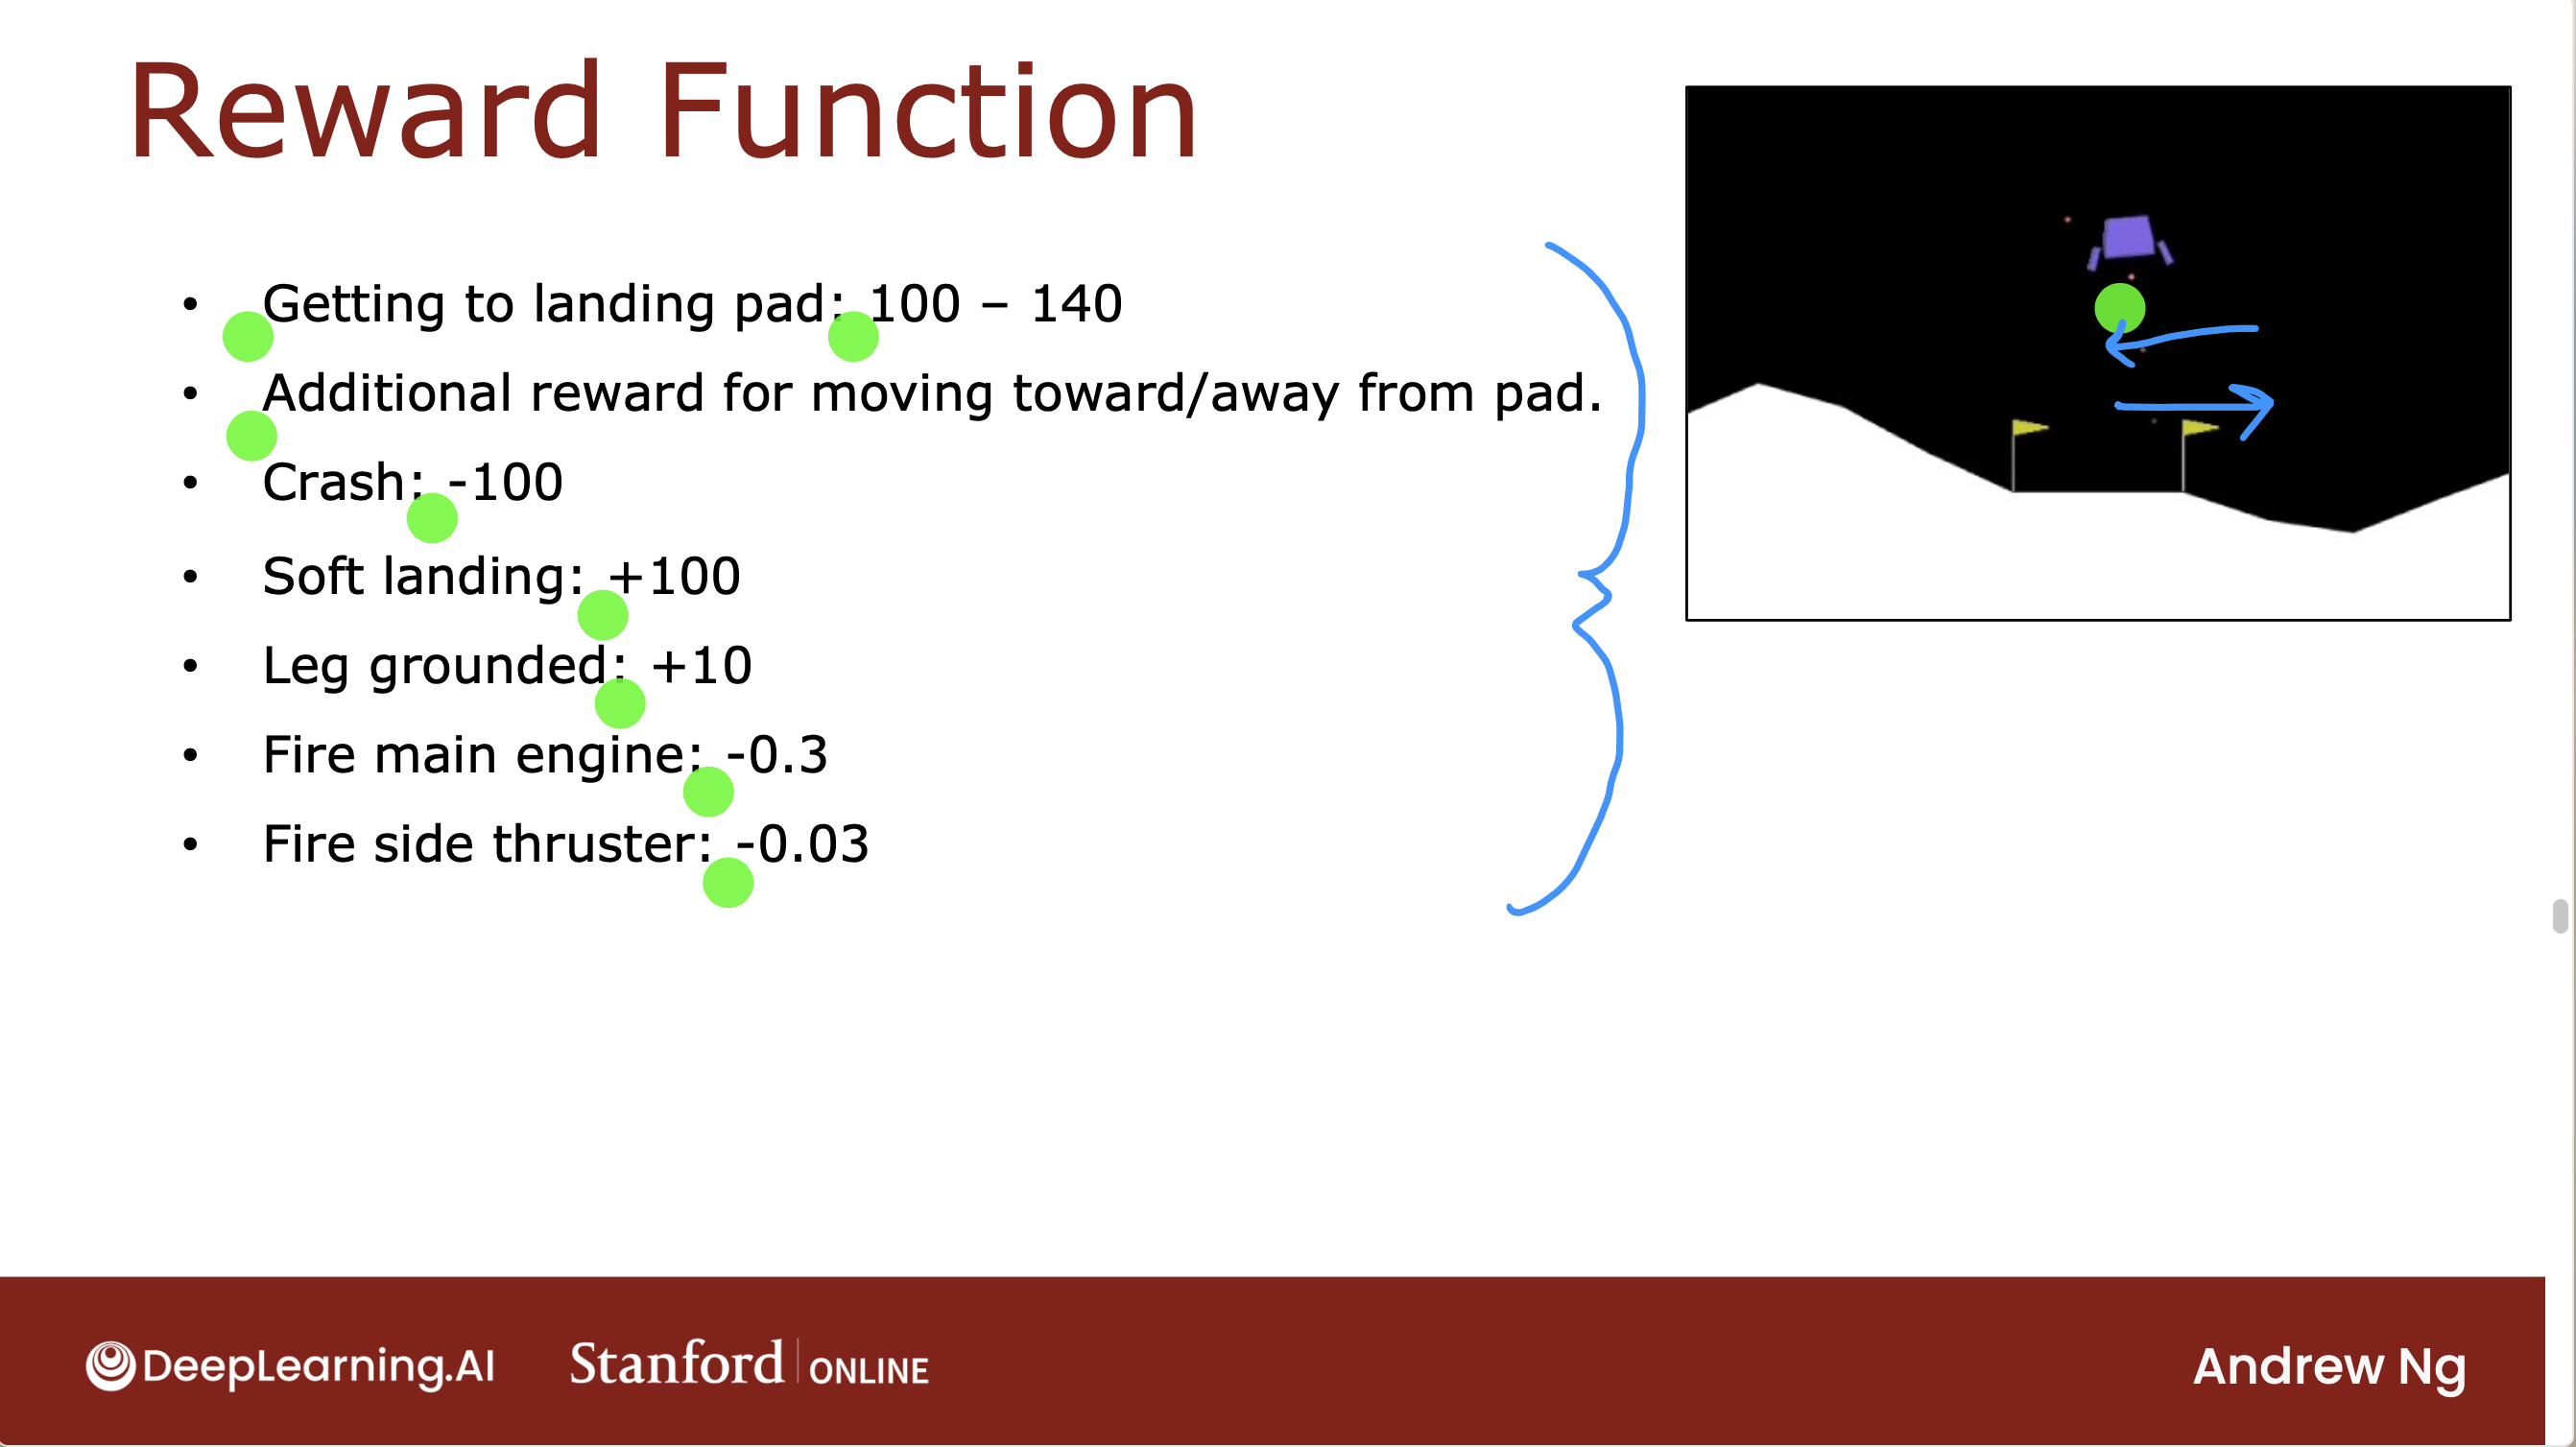 Reward Function
• Getting to landing pad: 100 – 140
• Additional reward for moving toward/away from pad.
• Crash: -100
• Soft landing: +100
• Leg grounded: +10
• Fire main engine: -0.3
• Fire side thruster: -0.03
DeepLearning.AI Stanford ONLINE Andrew Ng